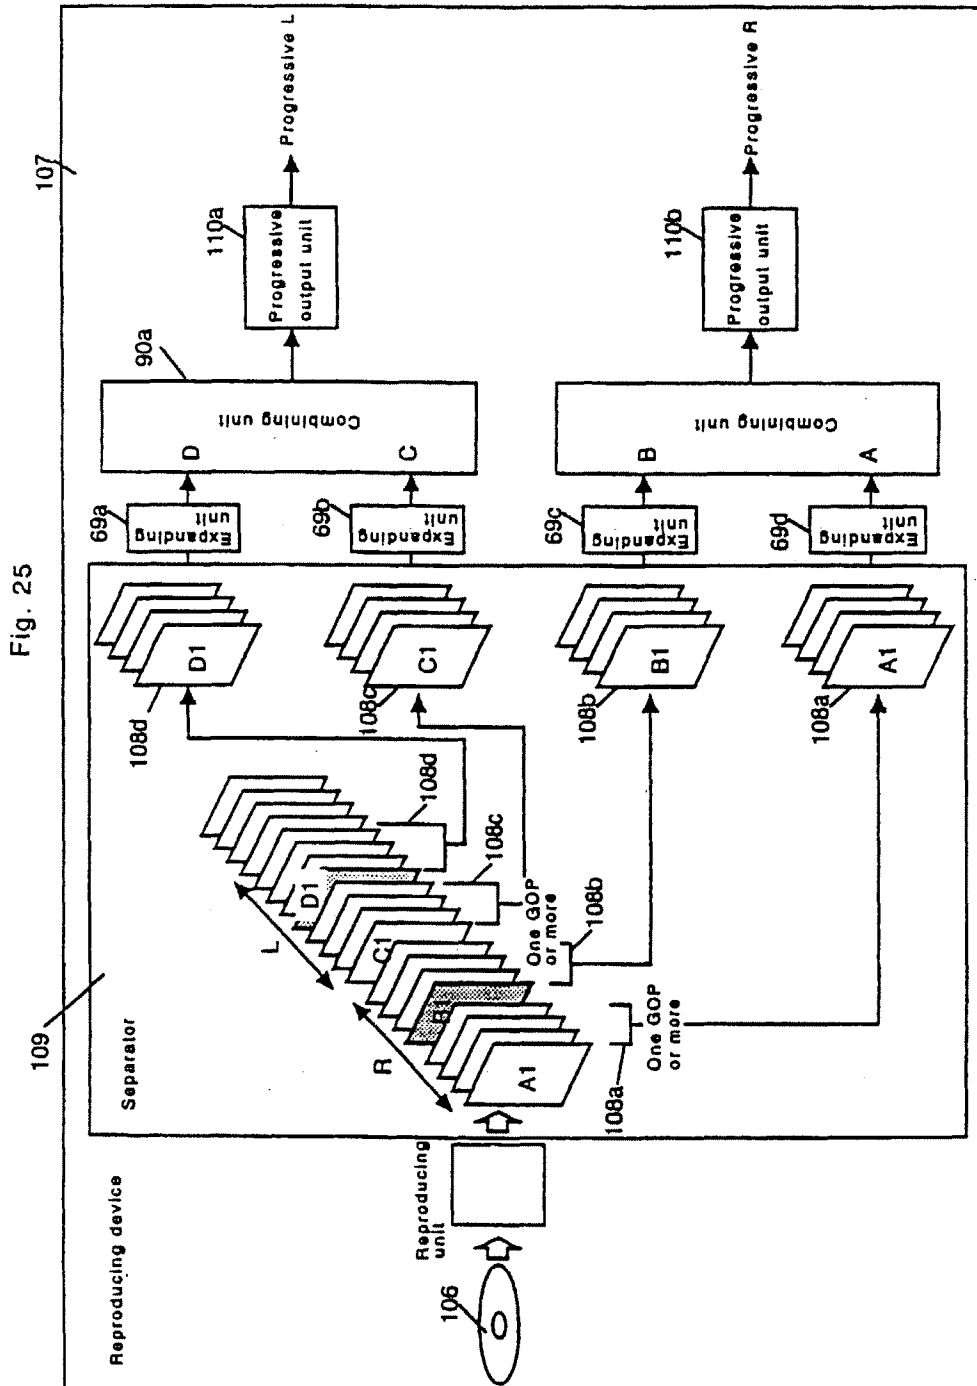 Fig. 25
Reproducing device
107
106
Reproducing
unit
109
Separator
R
L
A1
B1
C1
D1
108a
One GOP
or more
108b
One GOP
or more
108c
108d
108d
D1
108c
C1
108b
B1
108a
A1
69a
Expanding
unit
69b
Expanding
unit
69c
Expanding
unit
69d
Expanding
unit
90a
D
C
Combining unit
B
A
Combining unit
110a
Progressive
output unit
Progressive L
110b
Progressive
output unit
Progressive R